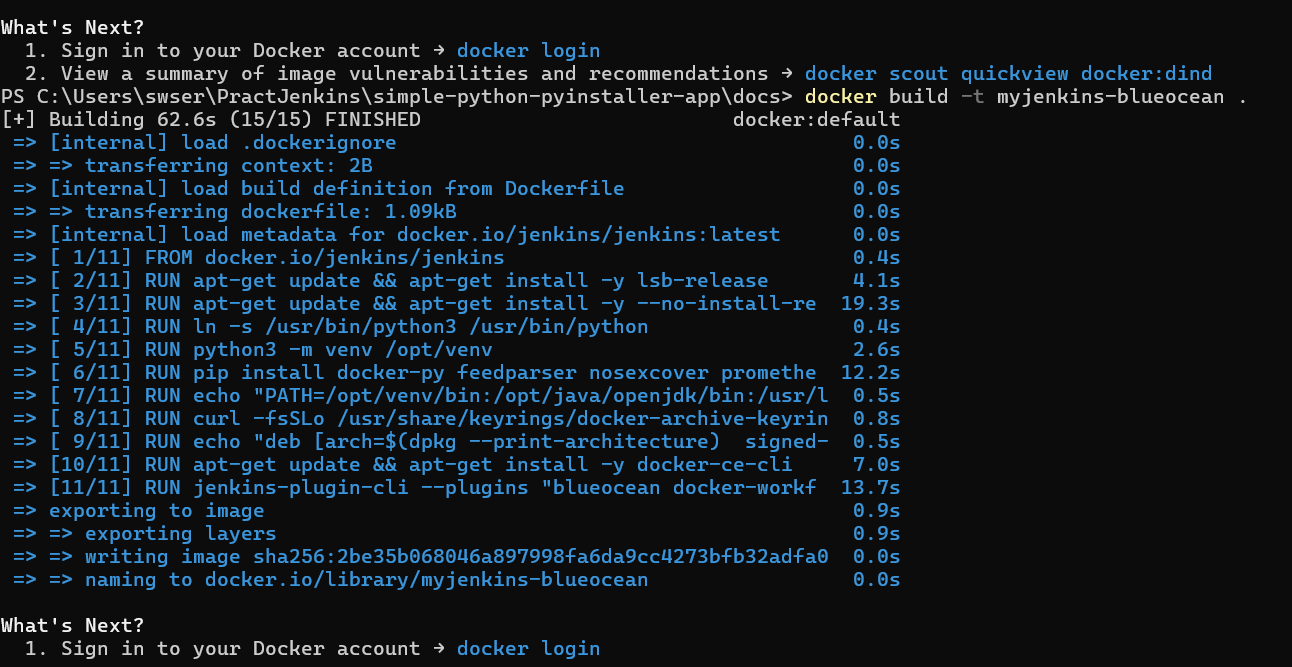 What's Next?
  1. Sign in to your Docker account → docker login
  2. View a summary of image vulnerabilities and recommendations → docker scout quickview docker:dind
PS C:\Users\swser\PractJenkins\simple-python-pyinstaller-app\docs> docker build -t myjenkins-blueocean .
[+] Building 62.6s (15/15) FINISHED docker:default
 => [internal] load .dockerignore 0.0s
 => => transferring context: 2B 0.0s
 => [internal] load build definition from Dockerfile 0.0s
 => => transferring dockerfile: 1.09kB 0.0s
 => [internal] load metadata for docker.io/jenkins/jenkins:latest 0.0s
 => [ 1/11] FROM docker.io/jenkins/jenkins 0.4s
 => [ 2/11] RUN apt-get update && apt-get install -y lsb-release 4.1s
 => [ 3/11] RUN apt-get update && apt-get install -y --no-install-re 19.3s
 => [ 4/11] RUN ln -s /usr/bin/python3 /usr/bin/python 0.4s
 => [ 5/11] RUN python3 -m venv /opt/venv 2.6s
 => [ 6/11] RUN pip install docker-py feedparser nosexcover promethe 12.2s
 => [ 7/11] RUN echo "PATH=/opt/venv/bin:/opt/java/openjdk/bin:/usr/l 0.5s
 => [ 8/11] RUN curl -fsSLo /usr/share/keyrings/docker-archive-keyrin 0.8s
 => [ 9/11] RUN echo "deb [arch=$(dpkg --print-architecture)  signed- 0.5s
 => [10/11] RUN apt-get update && apt-get install -y docker-ce-cli 7.0s
 => [11/11] RUN jenkins-plugin-cli --plugins "blueocean docker-workf 13.7s
 => exporting to image 0.9s
 => => exporting layers 0.9s
 => => writing image sha256:2be35b068046a897998fa6da9cc4273bfb32adfa0 0.0s
 => => naming to docker.io/library/myjenkins-blueocean 0.0s
What's Next?
  1. Sign in to your Docker account → docker login